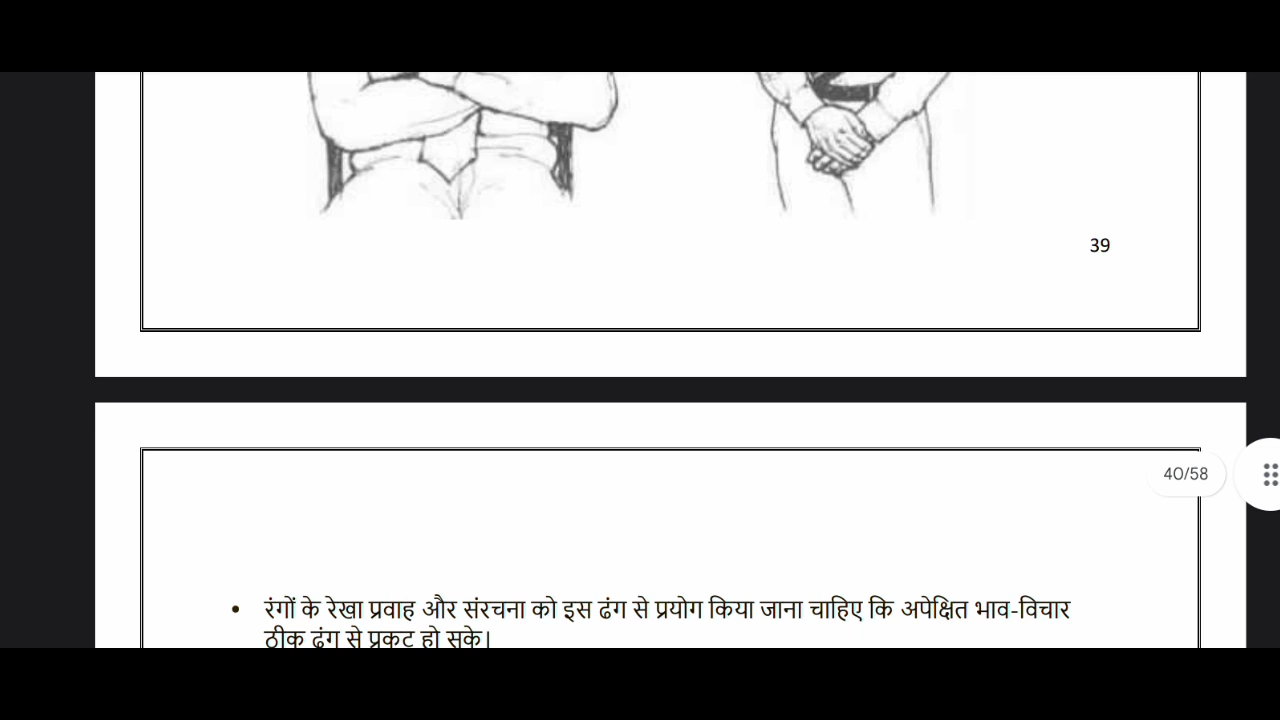 39
40/58
• रंगों के रेखा प्रवाह और संरचना को इस ढंग से प्रयोग किया जाना चाहिए कि अपेक्षित भाव-विचार
ठीक ढंग से प्रकट हो सके।